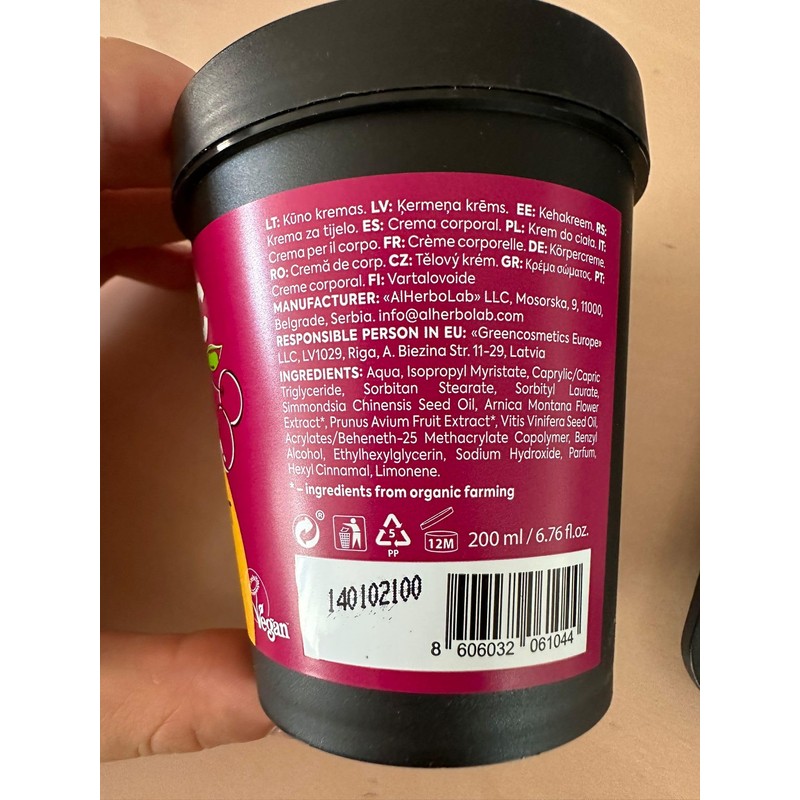 LT: Kūno kremas. LV: Ķermeņa krēms. EE: Kehakreem. RS:
Krema za tijelo. ES: Crema corporal. PL: Krem do ciała. IT:
Crema per il corpo. FR: Crème corporelle. DE: Körpercreme.
RO: Cremă de corp. CZ: Tělový krém. GR: Κρέμα σώματος. PT:
Creme corporal. FI: Vartalovoide
MANUFACTURER: «AlHerboLab» LLC, Mosorska, 9, 11000,
Belgrade, Serbia. info@alherbolab.com
RESPONSIBLE PERSON IN EU: «Greencosmetics Europe»
LLC, LV1029, Riga, A. Biezina Str. 11-29, Latvia
INGREDIENTS: Aqua, Isopropyl Myristate, Caprylic/Capric
Triglyceride, Sorbitan Stearate, Sorbityl Laurate,
Simmondsia Chinensis Seed Oil, Arnica Montana Flower
Extract*, Prunus Avium Fruit Extract*, Vitis Vinifera Seed Oil,
Acrylates/Beheneth-25 Methacrylate Copolymer, Benzyl
Alcohol, Ethylhexylglycerin, Sodium Hydroxide, Parfum,
Hexyl Cinnamal, Limonene.
* – ingredients from organic farming
® 5 PP 12M 200 ml / 6.76 fl.oz.
140102100
Vegan
8 606032 061044